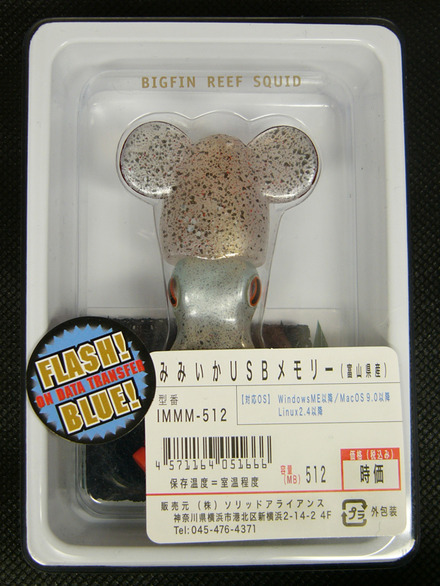 BIGFIN REEF SQUID
FLASH!
ON DATA TRANSFER
BLUE!
みみいかUSBメモリー(富山県産)
型番
IMMM-512
【対応OS】 WindowsME以降/MacOS 9.0以降
Linux2.4以降
4571164051666
保存温度=室温程度
容量
(MB)
512
価格(税込み)
時価
販売元 (株)ソリッドアライアンス
神奈川県横浜市港北区新横浜2-14-2 4F
Tel:045-476-4371
プラ
外包装